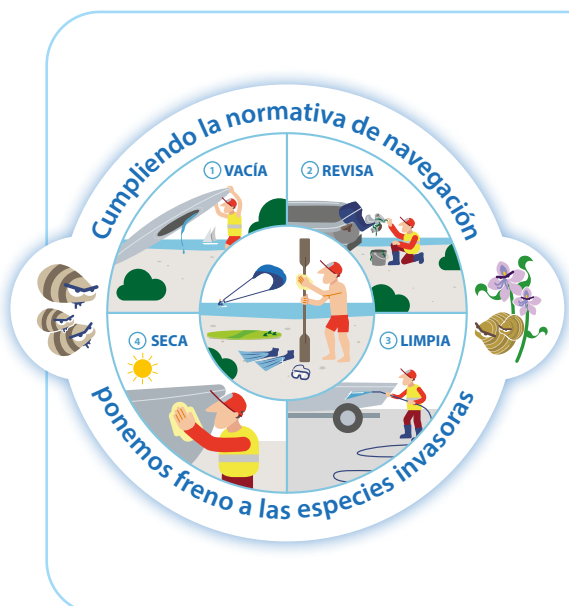 Cumpliendo la normativa de navegación
1 VACÍA
2 REVISA
4 SECA
3 LIMPIA
ponemos freno a las especies invasoras